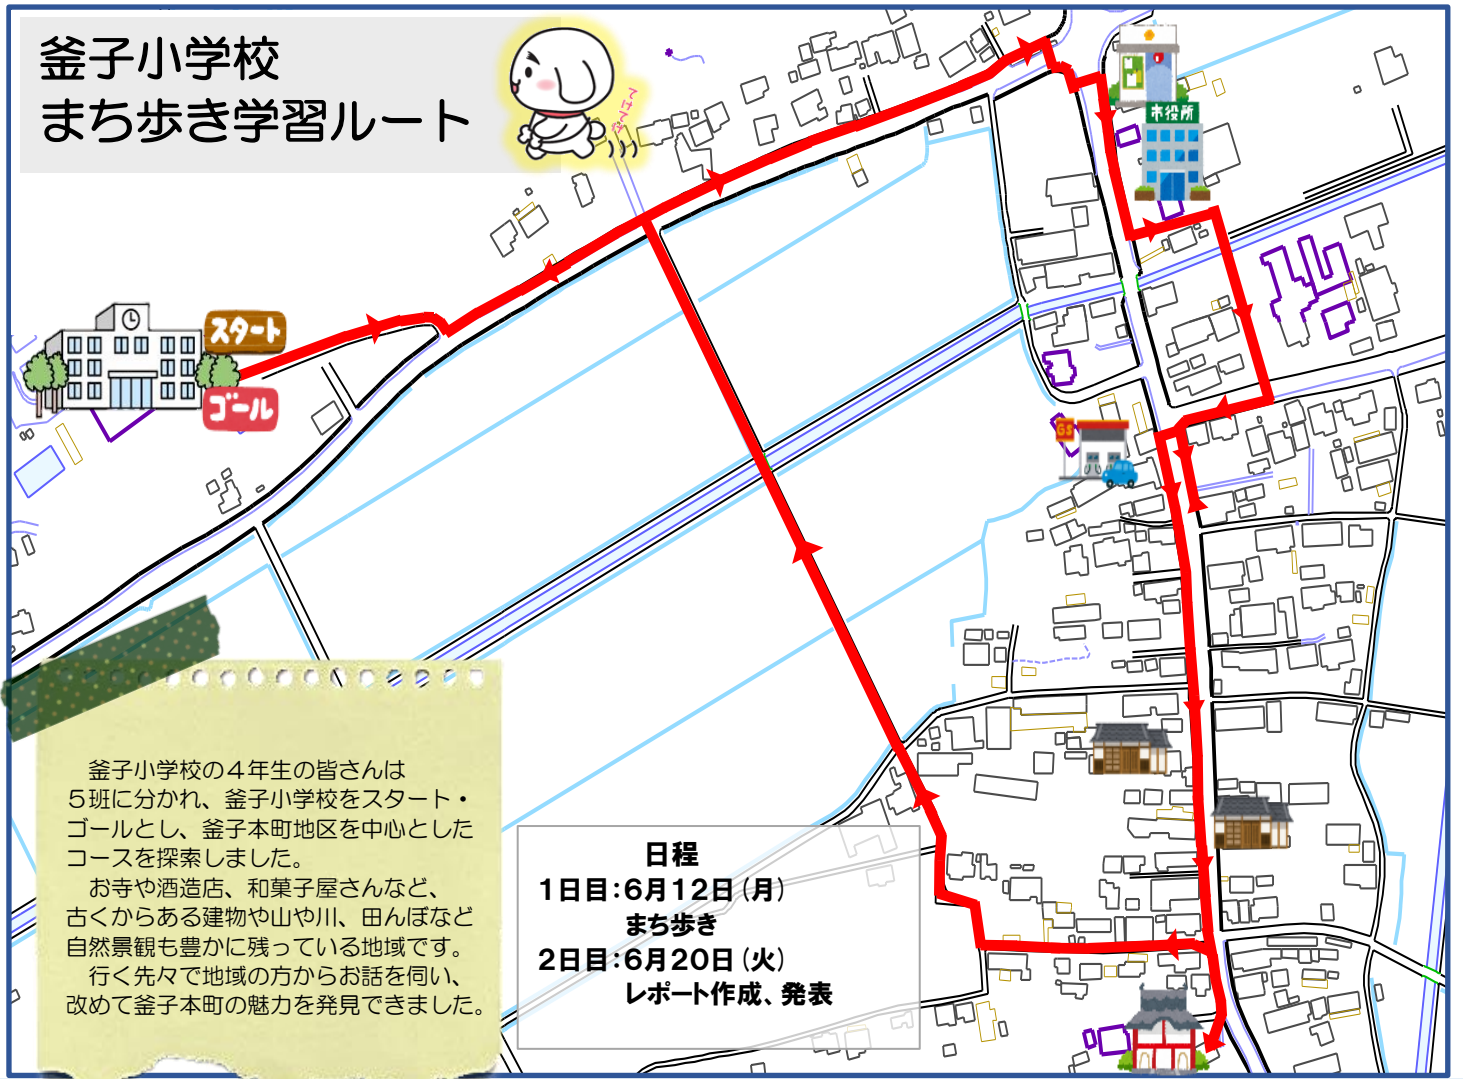 釜子小学校
まち歩き学習ルート
てけてけ
市役所
スタート
ゴール
GS
釜子小学校の４年生の皆さんは
５班に分かれ、釜子小学校をスタート・
ゴールとし、釜子本町地区を中心とした
コースを探索しました。
お寺や酒造店、和菓子屋さんなど、
古くからある建物や山や川、田んぼなど
自然景観も豊かに残っている地域です。
行く先々で地域の方からお話を伺い、
改めて釜子本町の魅力を発見できました。
日程
1日目：6月12日（月）
まち歩き
2日目：6月20日（火）
レポート作成、発表